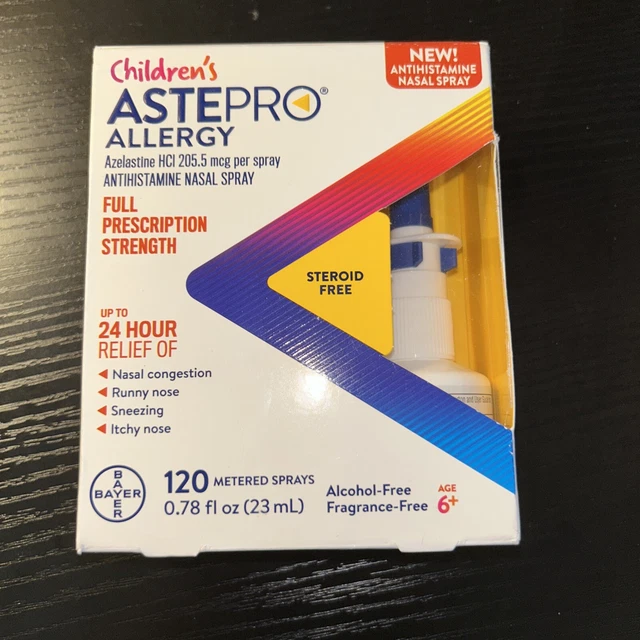 Children's
NEW!
ANTIHISTAMINE
NASAL SPRAY
ASTEPRO®
ALLERGY
Azelastine HCl 205.5 mcg per spray
ANTIHISTAMINE NASAL SPRAY
FULL
PRESCRIPTION
STRENGTH
STEROID
FREE
UP TO
24 HOUR
RELIEF OF
Nasal congestion
Runny nose
Sneezing
Itchy nose
BAYER
BAYER
120 METERED SPRAYS
0.78 fl oz (23 mL)
Alcohol-Free
Fragrance-Free
AGE
6+